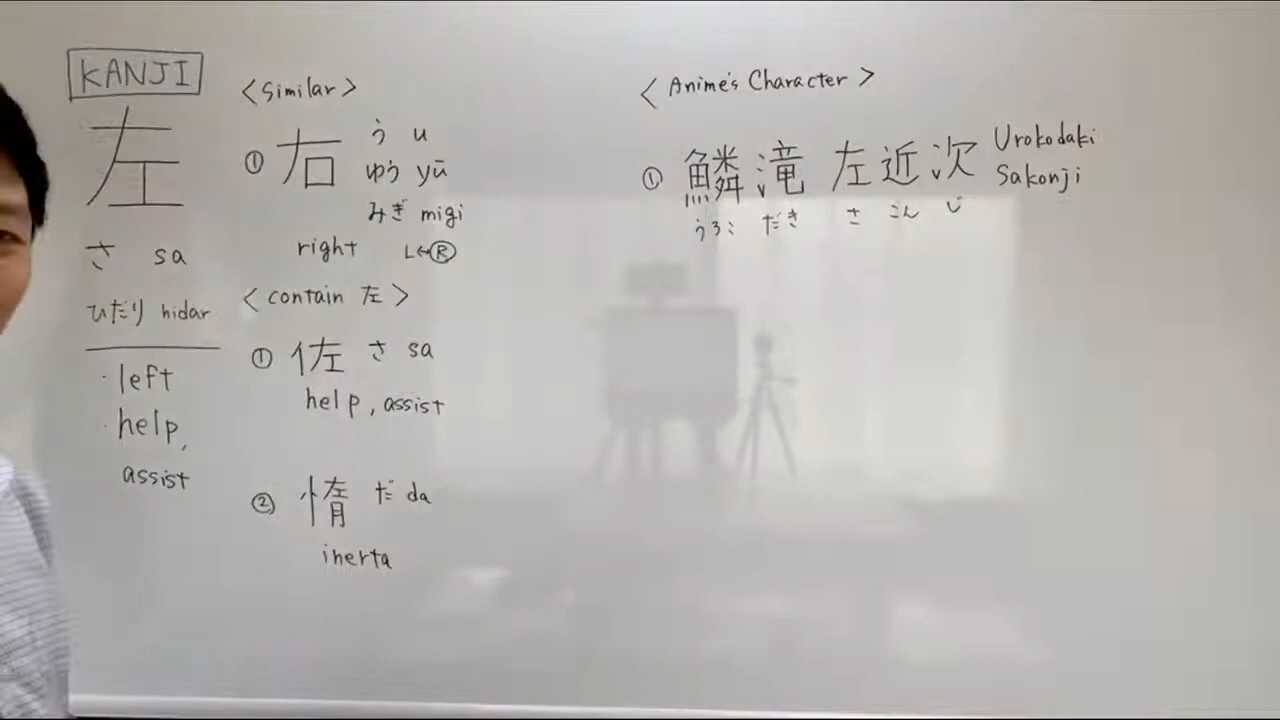 KANJI
左
さ sa
ひだり hidar
・left
・help,
assist
<Similar>
① 右 う u
ゆう yū
みぎ migi
right L↔Ⓡ
<contain 左>
① 佐 さ sa
help, assist
② 惰 だ da
inerta
<Anime's Character>
① 鱗滝 左近次 Urokodaki
Sakonji
うろこ だき さ こん じ